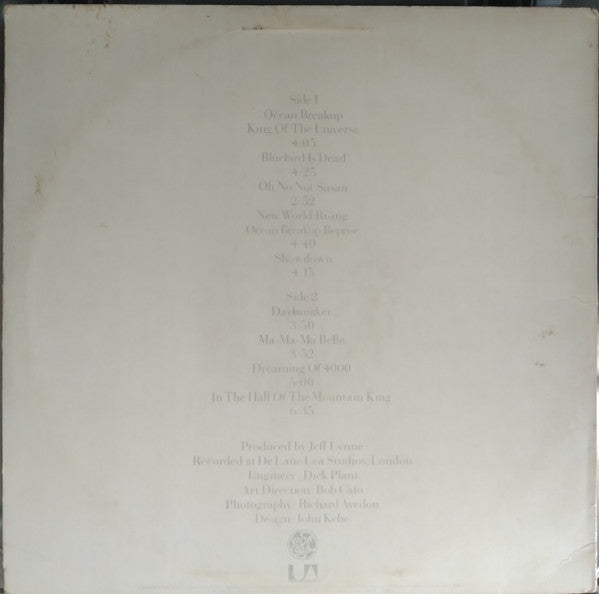 Side 1
Ocean Breakup
King Of The Universe
4:05
Bluebird Is Dead
4:25
Oh No Not Susan
2:52
New World Rising
Ocean Breakup Reprise
4:40
Showdown
4:13
Side 2
Daybreaker
3:50
Ma-Ma-Ma Belle
3:52
Dreaming Of 4000
5:00
In The Hall Of The Mountain King
6:35
Produced by Jeff Lynne
Recorded at De Lane Lea Studios, London
Engineer: Dick Plant
Art Direction: Bob Cato
Photography: Richard Avedon
Design: John Kehe
UA